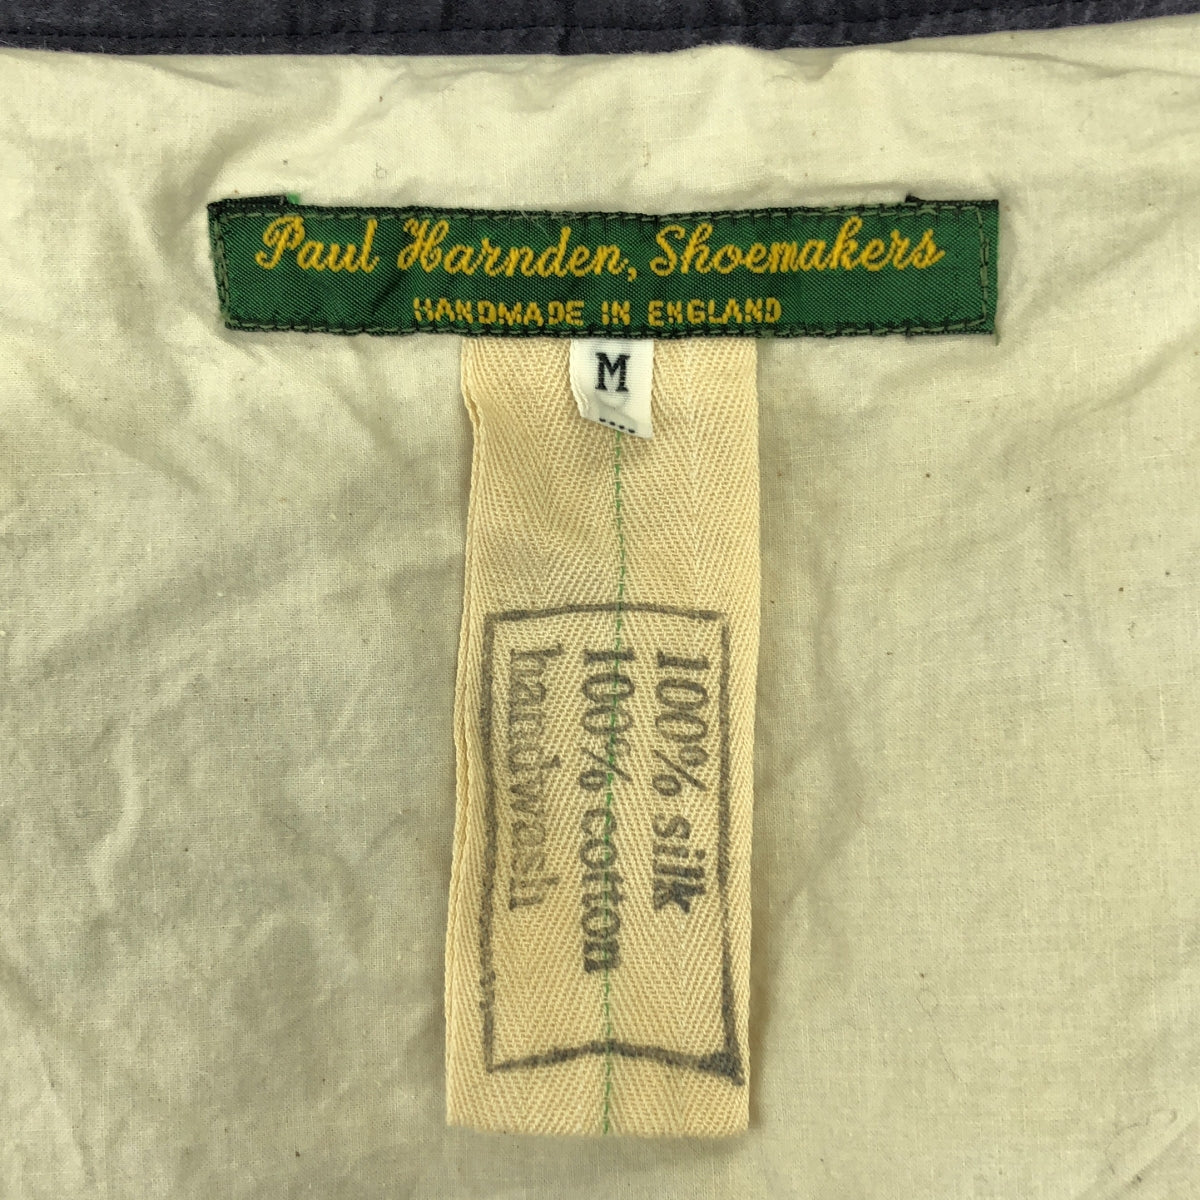 Paul Harnden, Shoemakers
HANDMADE IN ENGLAND
M
100% silk
100% cotton
handwash